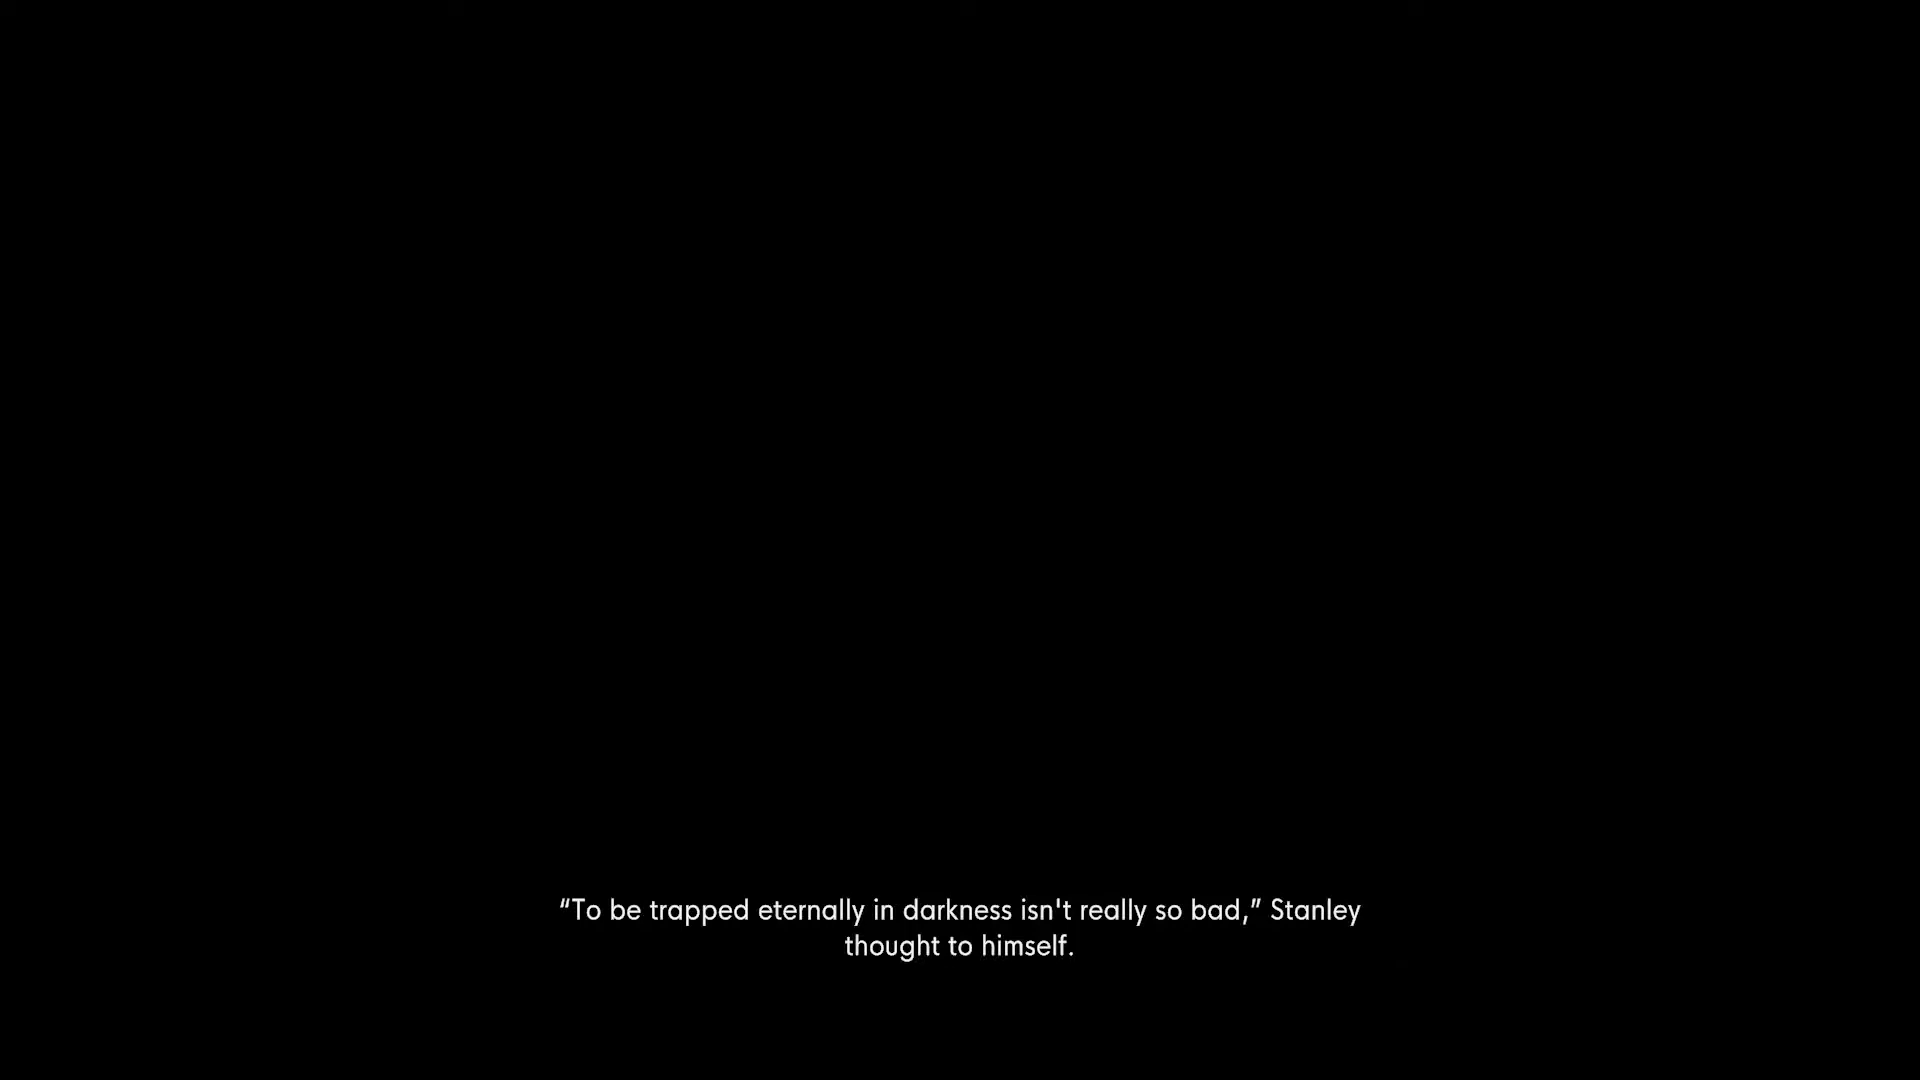 “To be trapped eternally in darkness isn't really so bad,” Stanley
thought to himself.